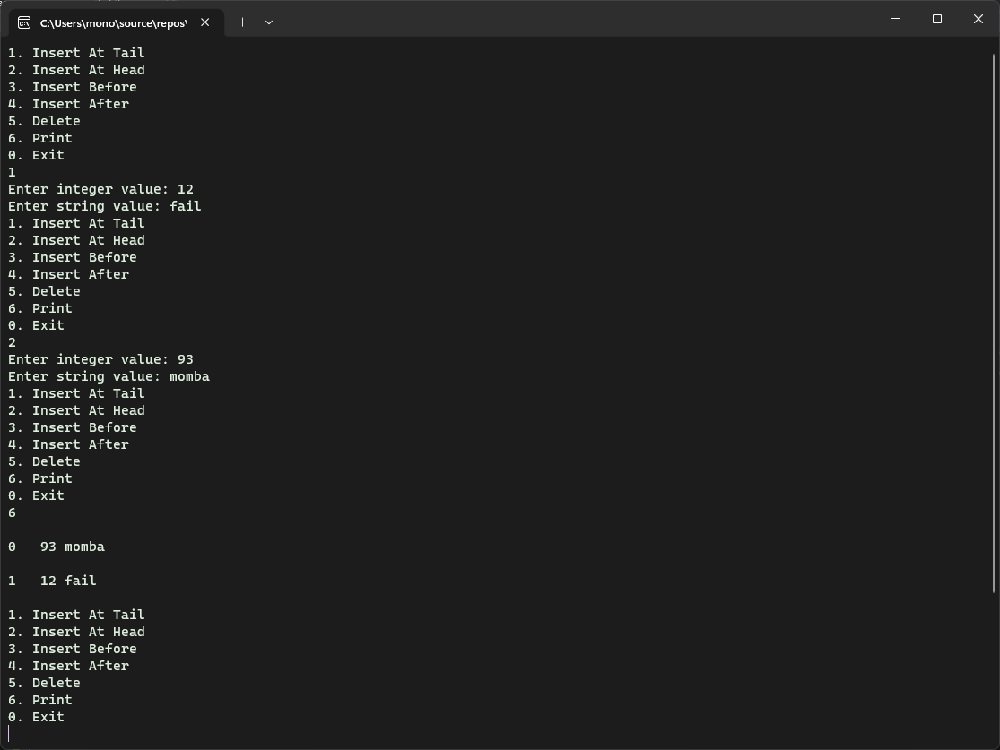 C:\Users\mono\source\repos\
1. Insert At Tail
2. Insert At Head
3. Insert Before
4. Insert After
5. Delete
6. Print
0. Exit
1
Enter integer value: 12
Enter string value: fail
1. Insert At Tail
2. Insert At Head
3. Insert Before
4. Insert After
5. Delete
6. Print
0. Exit
2
Enter integer value: 93
Enter string value: momba
1. Insert At Tail
2. Insert At Head
3. Insert Before
4. Insert After
5. Delete
6. Print
0. Exit
6
0   93 momba
1   12 fail
1. Insert At Tail
2. Insert At Head
3. Insert Before
4. Insert After
5. Delete
6. Print
0. Exit